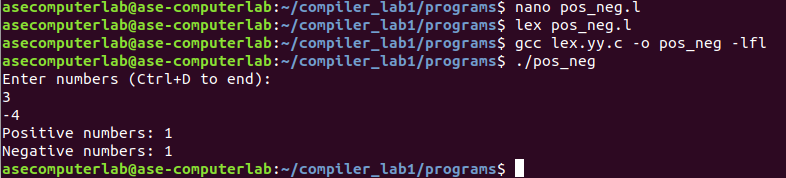 asecomputerlab@ase-computerlab:~/compiler_lab1/programs$ nano pos_neg.l
asecomputerlab@ase-computerlab:~/compiler_lab1/programs$ lex pos_neg.l
asecomputerlab@ase-computerlab:~/compiler_lab1/programs$ gcc lex.yy.c -o pos_neg -lfl
asecomputerlab@ase-computerlab:~/compiler_lab1/programs$ ./pos_neg
Enter numbers (Ctrl+D to end):
3
-4
Positive numbers: 1
Negative numbers: 1
asecomputerlab@ase-computerlab:~/compiler_lab1/programs$